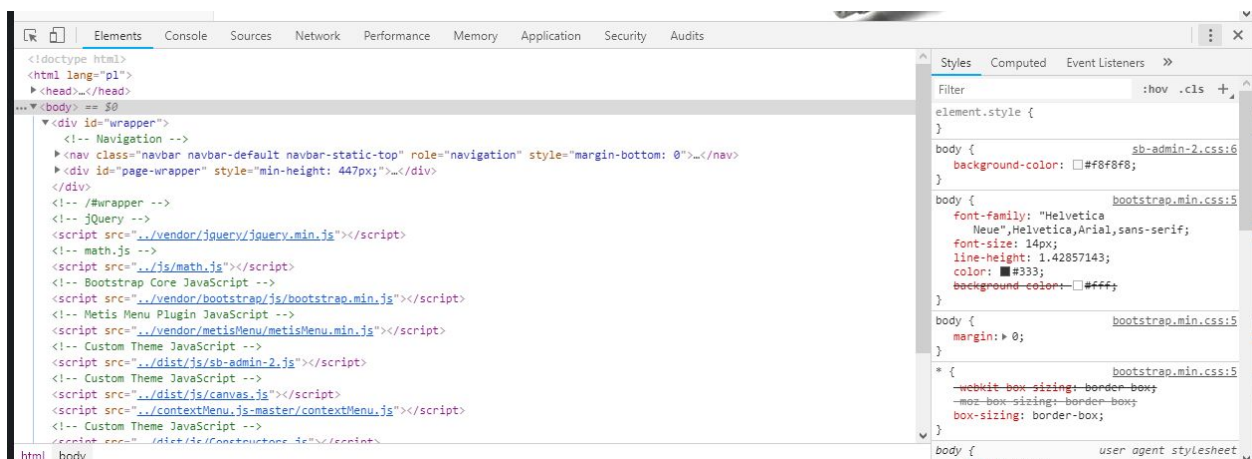 Elements Console Sources Network Performance Memory Application Security Audits
<!doctype html>
<html lang="pl">
<head>…</head>
…<body> == $0
<div id="wrapper">
<!-- Navigation -->
<nav class="navbar navbar-default navbar-static-top" role="navigation" style="margin-bottom: 0">…</nav>
<div id="page-wrapper" style="min-height: 447px;">…</div>
</div>
<!-- /#wrapper -->
<!-- jQuery -->
<script src="../vendor/jquery/jquery.min.js"></script>
<!-- math.js -->
<script src="../js/math.js"></script>
<!-- Bootstrap Core JavaScript -->
<script src="../vendor/bootstrap/js/bootstrap.min.js"></script>
<!-- Metis Menu Plugin JavaScript -->
<script src="../vendor/metisMenu/metisMenu.min.js"></script>
<!-- Custom Theme JavaScript -->
<script src="../dist/js/sb-admin-2.js"></script>
<!-- Custom Theme JavaScript -->
<script src="../dist/js/canvas.js"></script>
<script src="../contextMenu.js-master/contextMenu.js"></script>
<!-- Custom Theme JavaScript -->
<script src="../dist/js/Constructors.js"></script>
html body
Styles Computed Event Listeners »
Filter :hov .cls +
element.style {
}
body { sb-admin-2.css:6
background-color: #f8f8f8;
}
body { bootstrap.min.css:5
font-family: "Helvetica
Neue",Helvetica,Arial,sans-serif;
font-size: 14px;
line-height: 1.42857143;
color: #333;
background-color: #fff;
}
body { bootstrap.min.css:5
margin: 0;
}
* { bootstrap.min.css:5
-webkit-box-sizing: border-box;
-moz-box-sizing: border-box;
box-sizing: border-box;
}
body { user agent stylesheet